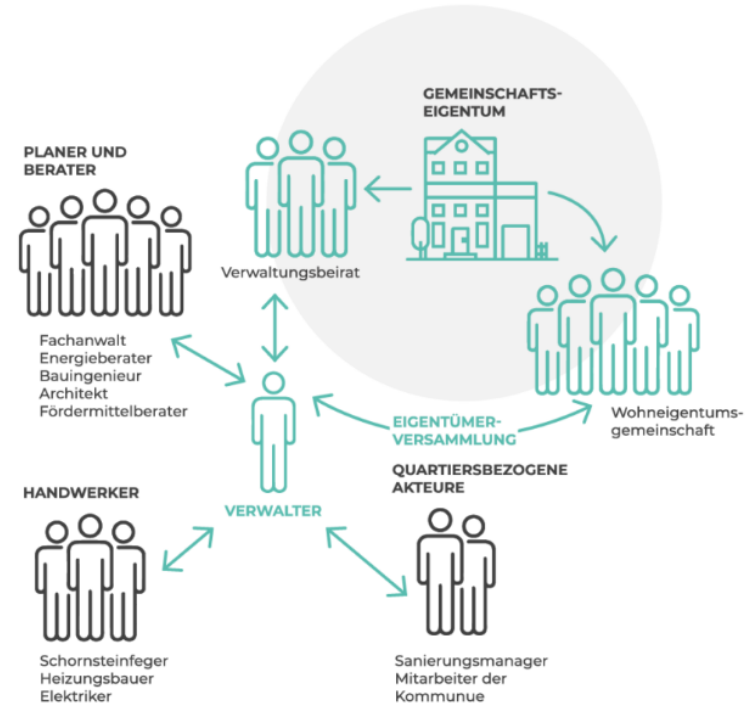 GEMEINSCHAFTS-
EIGENTUM
PLANER UND
BERATER
Verwaltungsbeirat
Fachanwalt
Energieberater
Bauingenieur
Architekt
Fördermittelberater
Wohneigentums-
gemeinschaft
EIGENTÜMER-
VERSAMMLUNG
VERWALTER
QUARTIERSBEZOGENE
AKTEURE
HANDWERKER
Schornsteinfeger
Heizungsbauer
Elektriker
Sanierungsmanager
Mitarbeiter der
Kommunue